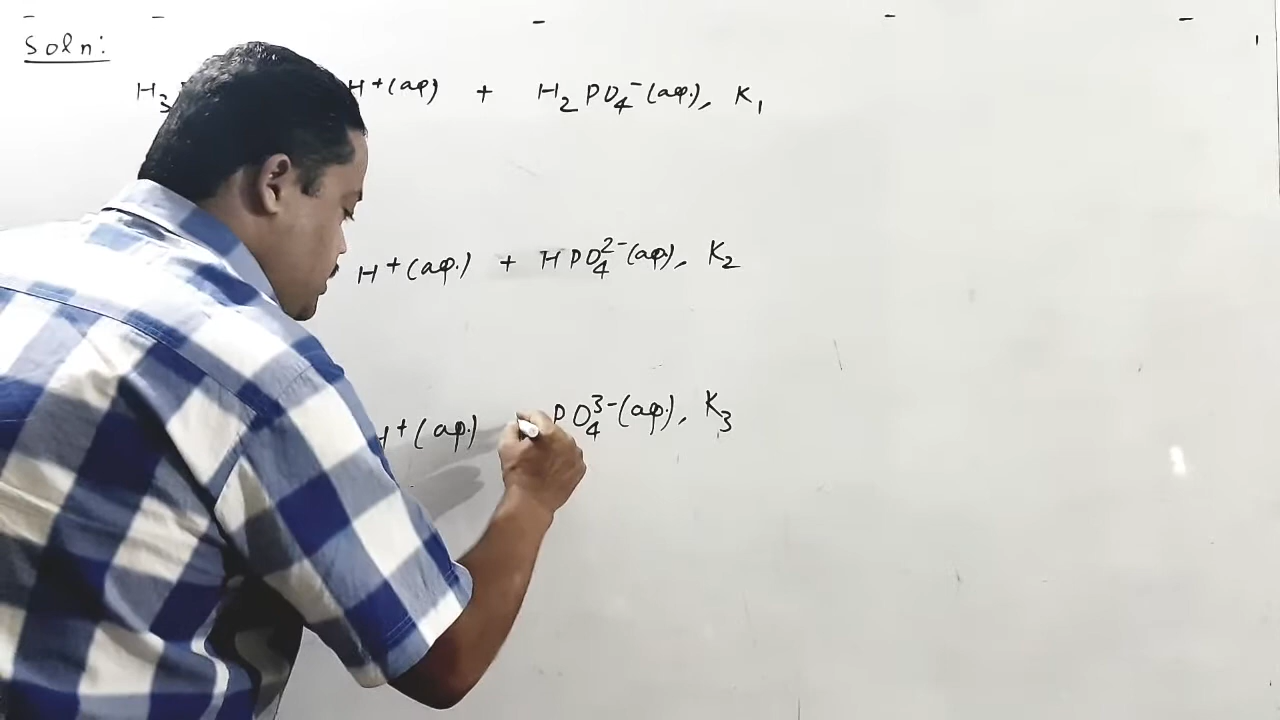 Soln:
H₃ H⁺(aq) + H₂PO₄⁻(aq.), K₁
H⁺(aq.) + HPO₄²⁻(aq), K₂
H⁺(aq.) PO₄³⁻(aq.), K₃